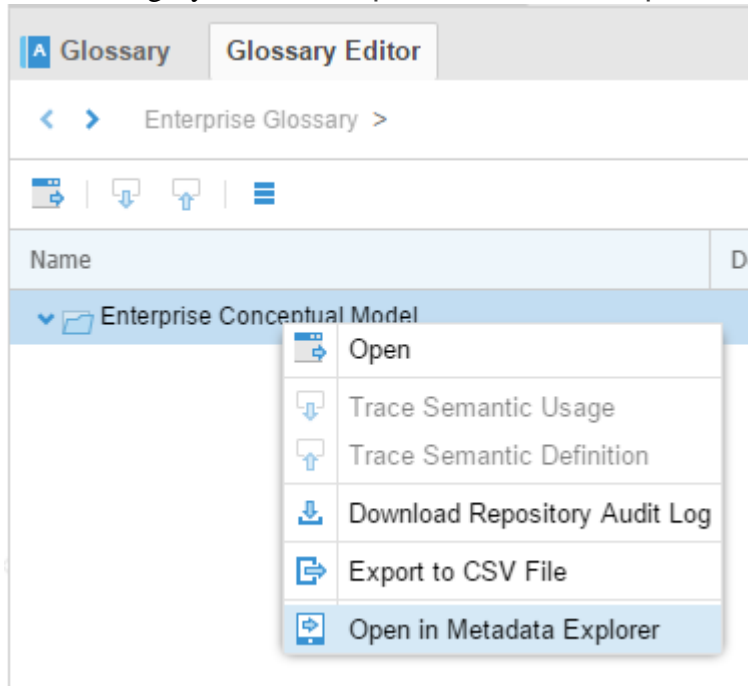 A Glossary Glossary Editor
Enterprise Glossary >
Name D
Enterprise Conceptual Model
Open
Trace Semantic Usage
Trace Semantic Definition
Download Repository Audit Log
Export to CSV File
Open in Metadata Explorer